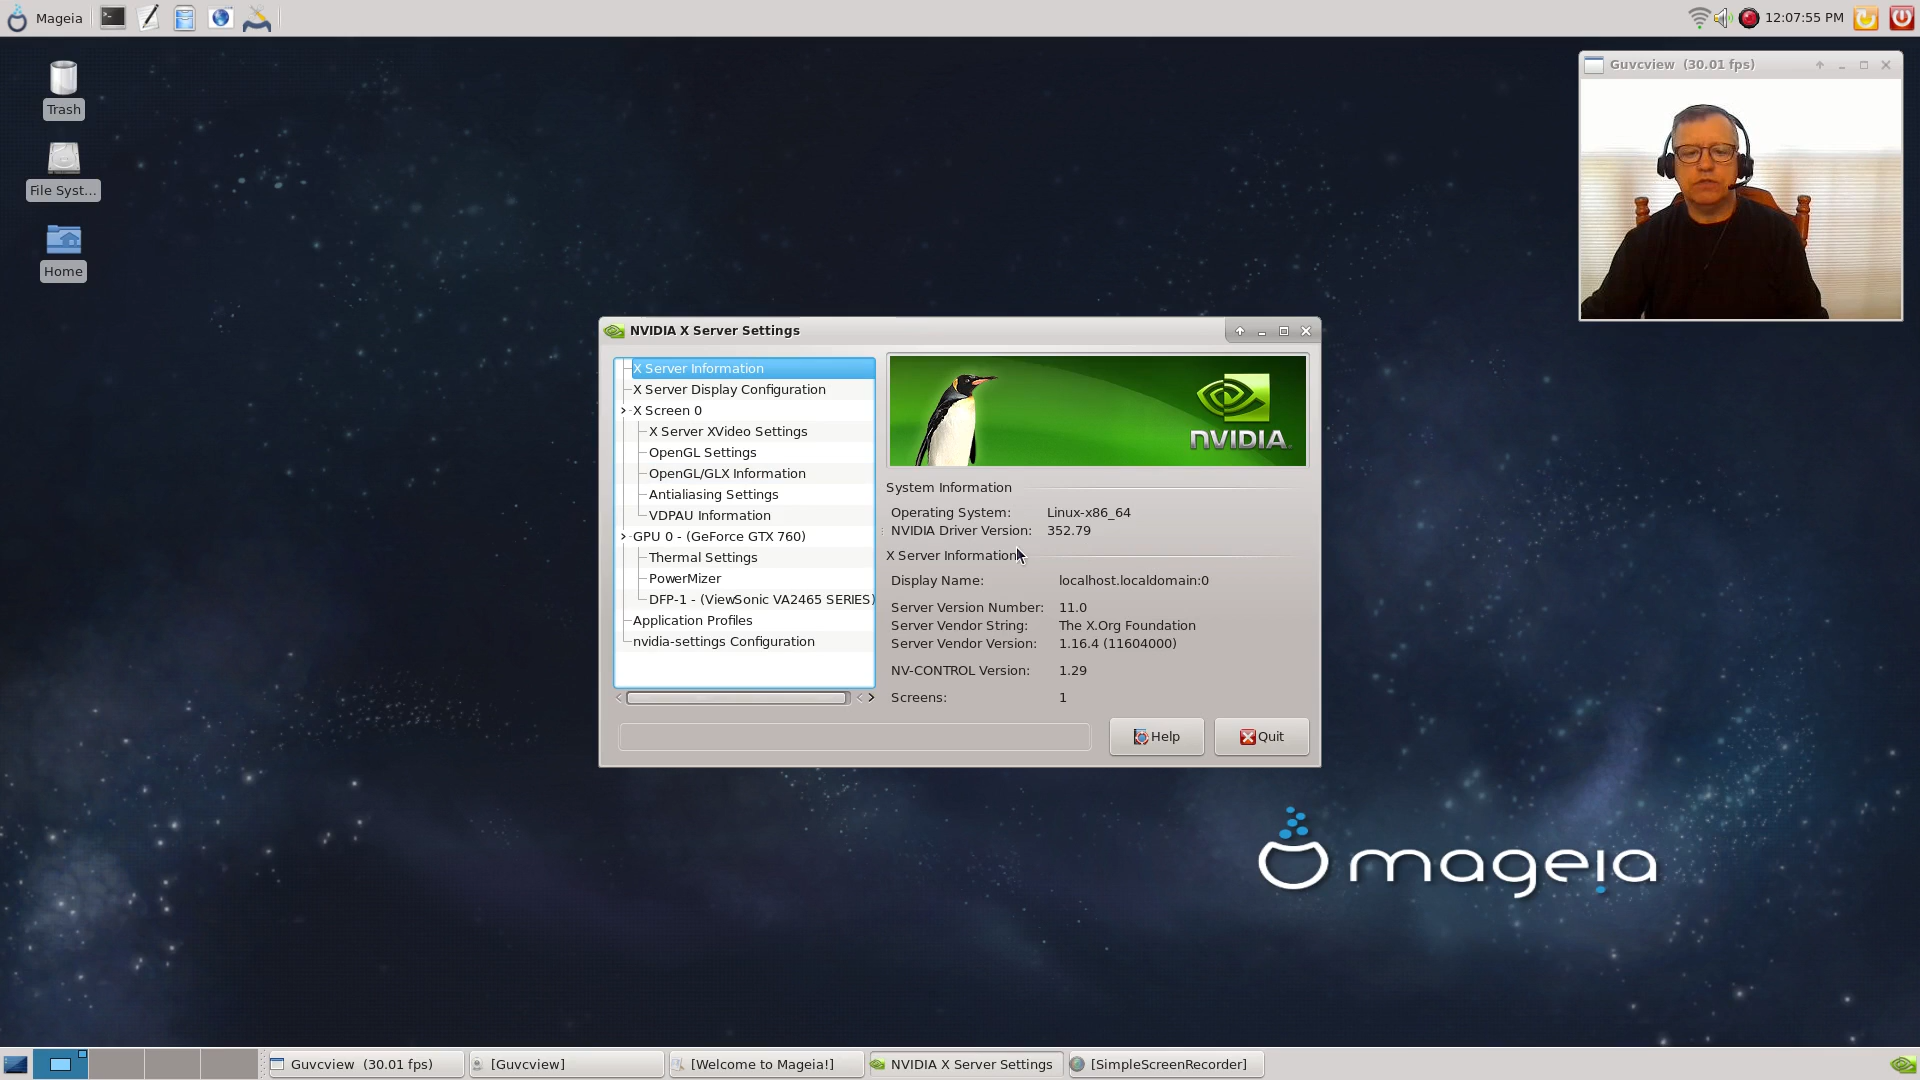 Mageia
12:07:55 PM
Trash
File Syst...
Home
Guvcview (30.01 fps)
NVIDIA X Server Settings
X Server Information
X Server Display Configuration
X Screen 0
X Server XVideo Settings
OpenGL Settings
OpenGL/GLX Information
Antialiasing Settings
VDPAU Information
GPU 0 - (GeForce GTX 760)
Thermal Settings
PowerMizer
DFP-1 - (ViewSonic VA2465 SERIES)
Application Profiles
nvidia-settings Configuration
NVIDIA.
System Information
Operating System: Linux-x86_64
NVIDIA Driver Version: 352.79
X Server Information
Display Name: localhost.localdomain:0
Server Version Number: 11.0
Server Vendor String: The X.Org Foundation
Server Vendor Version: 1.16.4 (11604000)
NV-CONTROL Version: 1.29
Screens: 1
Help
Quit
mageia
Guvcview (30.01 fps)
[Guvcview]
[Welcome to Mageia!]
NVIDIA X Server Settings
[SimpleScreenRecorder]